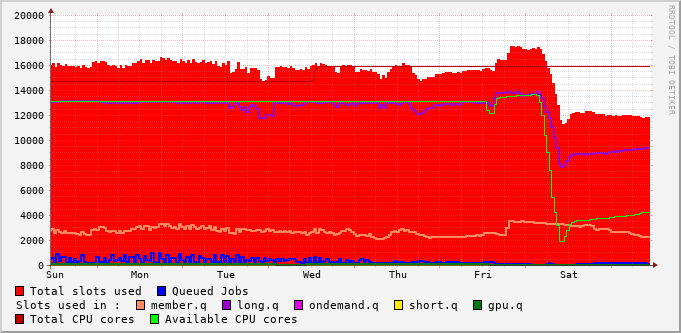 20000
18000
16000
14000
12000
10000
8000
6000
4000
2000
0
Sun Mon Tue Wed Thu Fri Sat
RRDTOOL / TOBI OETIKER
Total slots used Queued Jobs
Slots used in : member.q long.q ondemand.q short.q gpu.q
Total CPU cores Available CPU cores